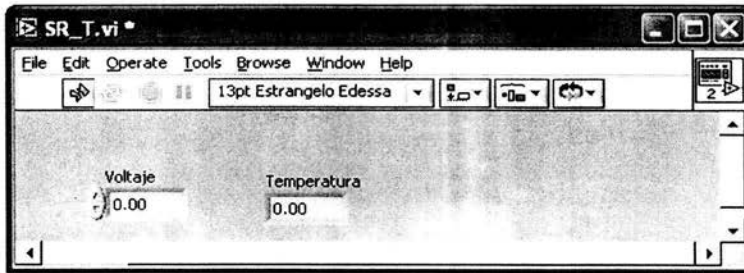 SR_T.vi *
File Edit Operate Tools Browse Window Help
13pt Estrangelo Edessa
2
Voltaje
Temperatura
0.00
0.00